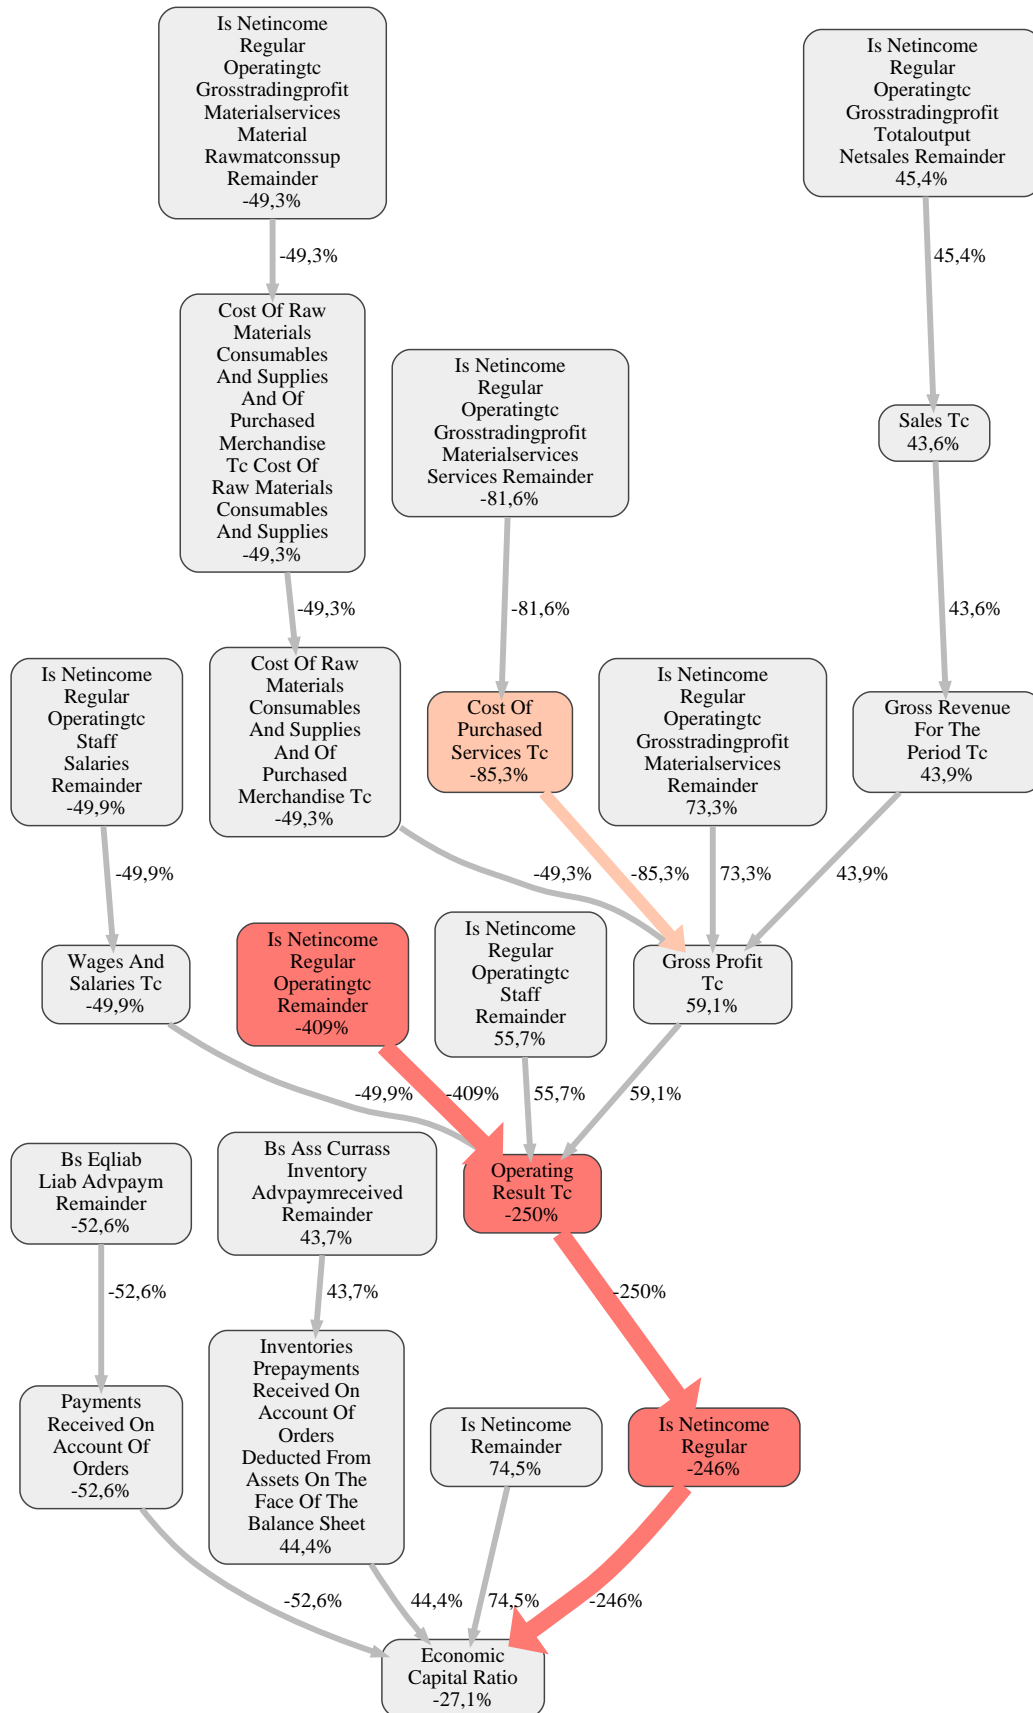 Is Netincome
Regular
Operatingtc
Grosstradingprofit
Materialservices
Material
Rawmatconssup
Remainder
-49,3%
Is Netincome
Regular
Operatingtc
Grosstradingprofit
Totaloutput
Netsales Remainder
45,4%
-49,3%
45,4%
Cost Of Raw
Materials
Consumables
And Supplies
And Of
Purchased
Merchandise
Tc Cost Of
Raw Materials
Consumables
And Supplies
-49,3%
Is Netincome
Regular
Operatingtc
Grosstradingprofit
Materialservices
Services Remainder
-81,6%
Sales Tc
43,6%
-49,3%
-81,6%
43,6%
Is Netincome
Regular
Operatingtc
Staff
Salaries
Remainder
-49,9%
Cost Of Raw
Materials
Consumables
And Supplies
And Of
Purchased
Merchandise Tc
-49,3%
Cost Of
Purchased
Services Tc
-85,3%
Is Netincome
Regular
Operatingtc
Grosstradingprofit
Materialservices
Remainder
73,3%
Gross Revenue
For The
Period Tc
43,9%
-49,9%
-49,3%
-85,3%
73,3%
43,9%
Wages And
Salaries Tc
-49,9%
Is Netincome
Regular
Operatingtc
Remainder
-409%
Is Netincome
Regular
Operatingtc
Staff
Remainder
55,7%
Gross Profit
Tc
59,1%
-49,9%
-409%
55,7%
59,1%
Bs Eqliab
Liab Advpaym
Remainder
-52,6%
Bs Ass Currass
Inventory
Advpaymreceived
Remainder
43,7%
Operating
Result Tc
-250%
-52,6%
43,7%
-250%
Payments
Received On
Account Of
Orders
-52,6%
Inventories
Prepayments
Received On
Account Of
Orders
Deducted From
Assets On The
Face Of The
Balance Sheet
44,4%
Is Netincome
Remainder
74,5%
Is Netincome
Regular
-246%
-52,6%
44,4%
74,5%
-246%
Economic
Capital Ratio
-27,1%